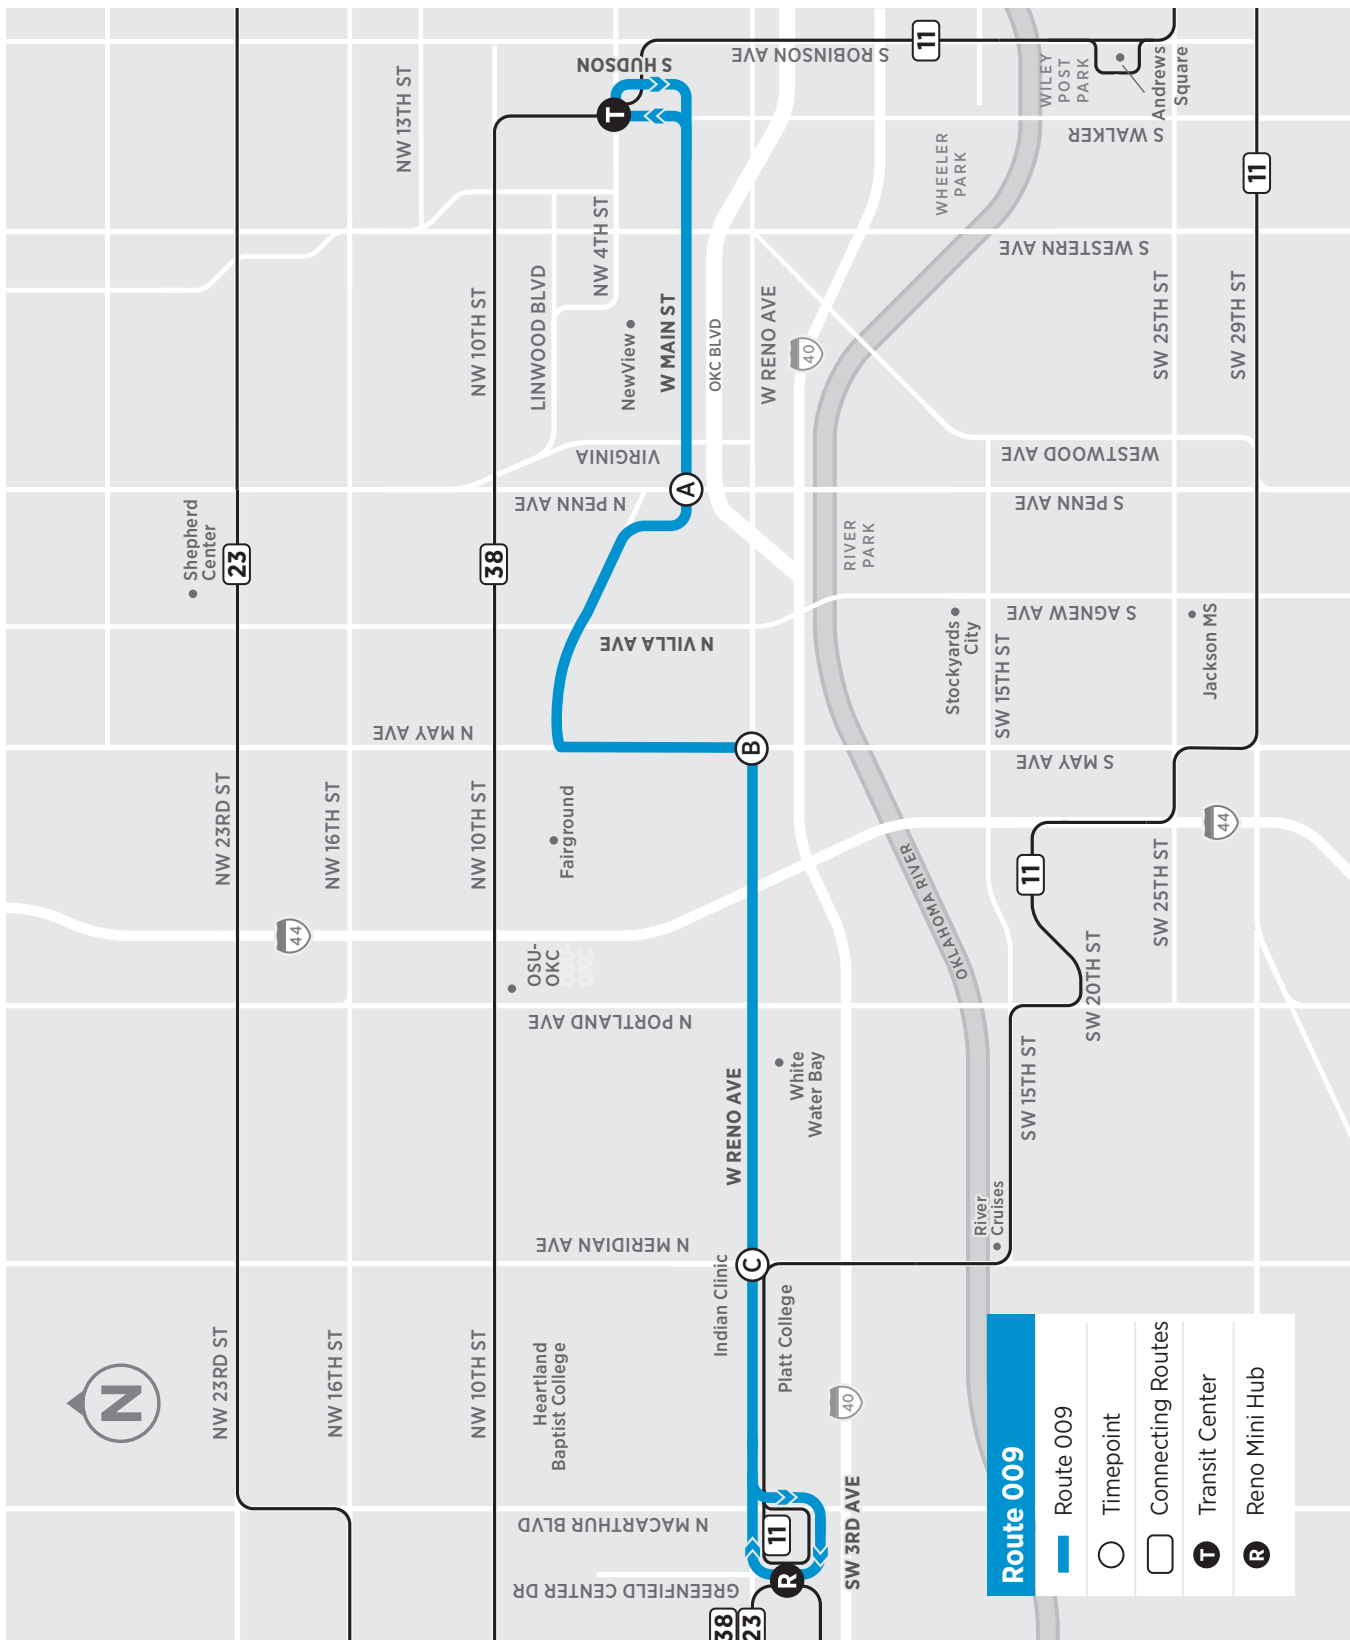 NW 13TH ST
S HUDSON
S ROBINSON AVE
11
WILEY
POST
PARK
Andrews
Square
T
S WALKER
WHEELER
PARK
11
NW 4TH ST
S WESTERN AVE
NW 10TH ST
LINWOOD BLVD
NewView
W MAIN ST
OKC BLVD
W RENO AVE
40
SW 25TH ST
SW 29TH ST
VIRGINIA
WESTWOOD AVE
A
N PENN AVE
S PENN AVE
Shepherd
Center
23
38
RIVER
PARK
N VILLA AVE
S AGNEW AVE
Stockyards
City
SW 15TH ST
Jackson MS
N MAY AVE
B
S MAY AVE
NW 23RD ST
NW 16TH ST
NW 10TH ST
Fairground
44
OKLAHOMA RIVER
11
SW 25TH ST
44
OSU-
OKC
OSU-
OKC
N PORTLAND AVE
SW 20TH ST
White
Water Bay
W RENO AVE
SW 15TH ST
River
Cruises
N MERIDIAN AVE
C
Indian Clinic
Platt College
N
NW 23RD ST
NW 16TH ST
NW 10TH ST
Heartland
Baptist College
40
N MACARTHUR BLVD
11
SW 3RD AVE
GREENFIELD CENTER DR
R
38
23
Route 009
Route 009
Timepoint
Connecting Routes
T
Transit Center
R
Reno Mini Hub